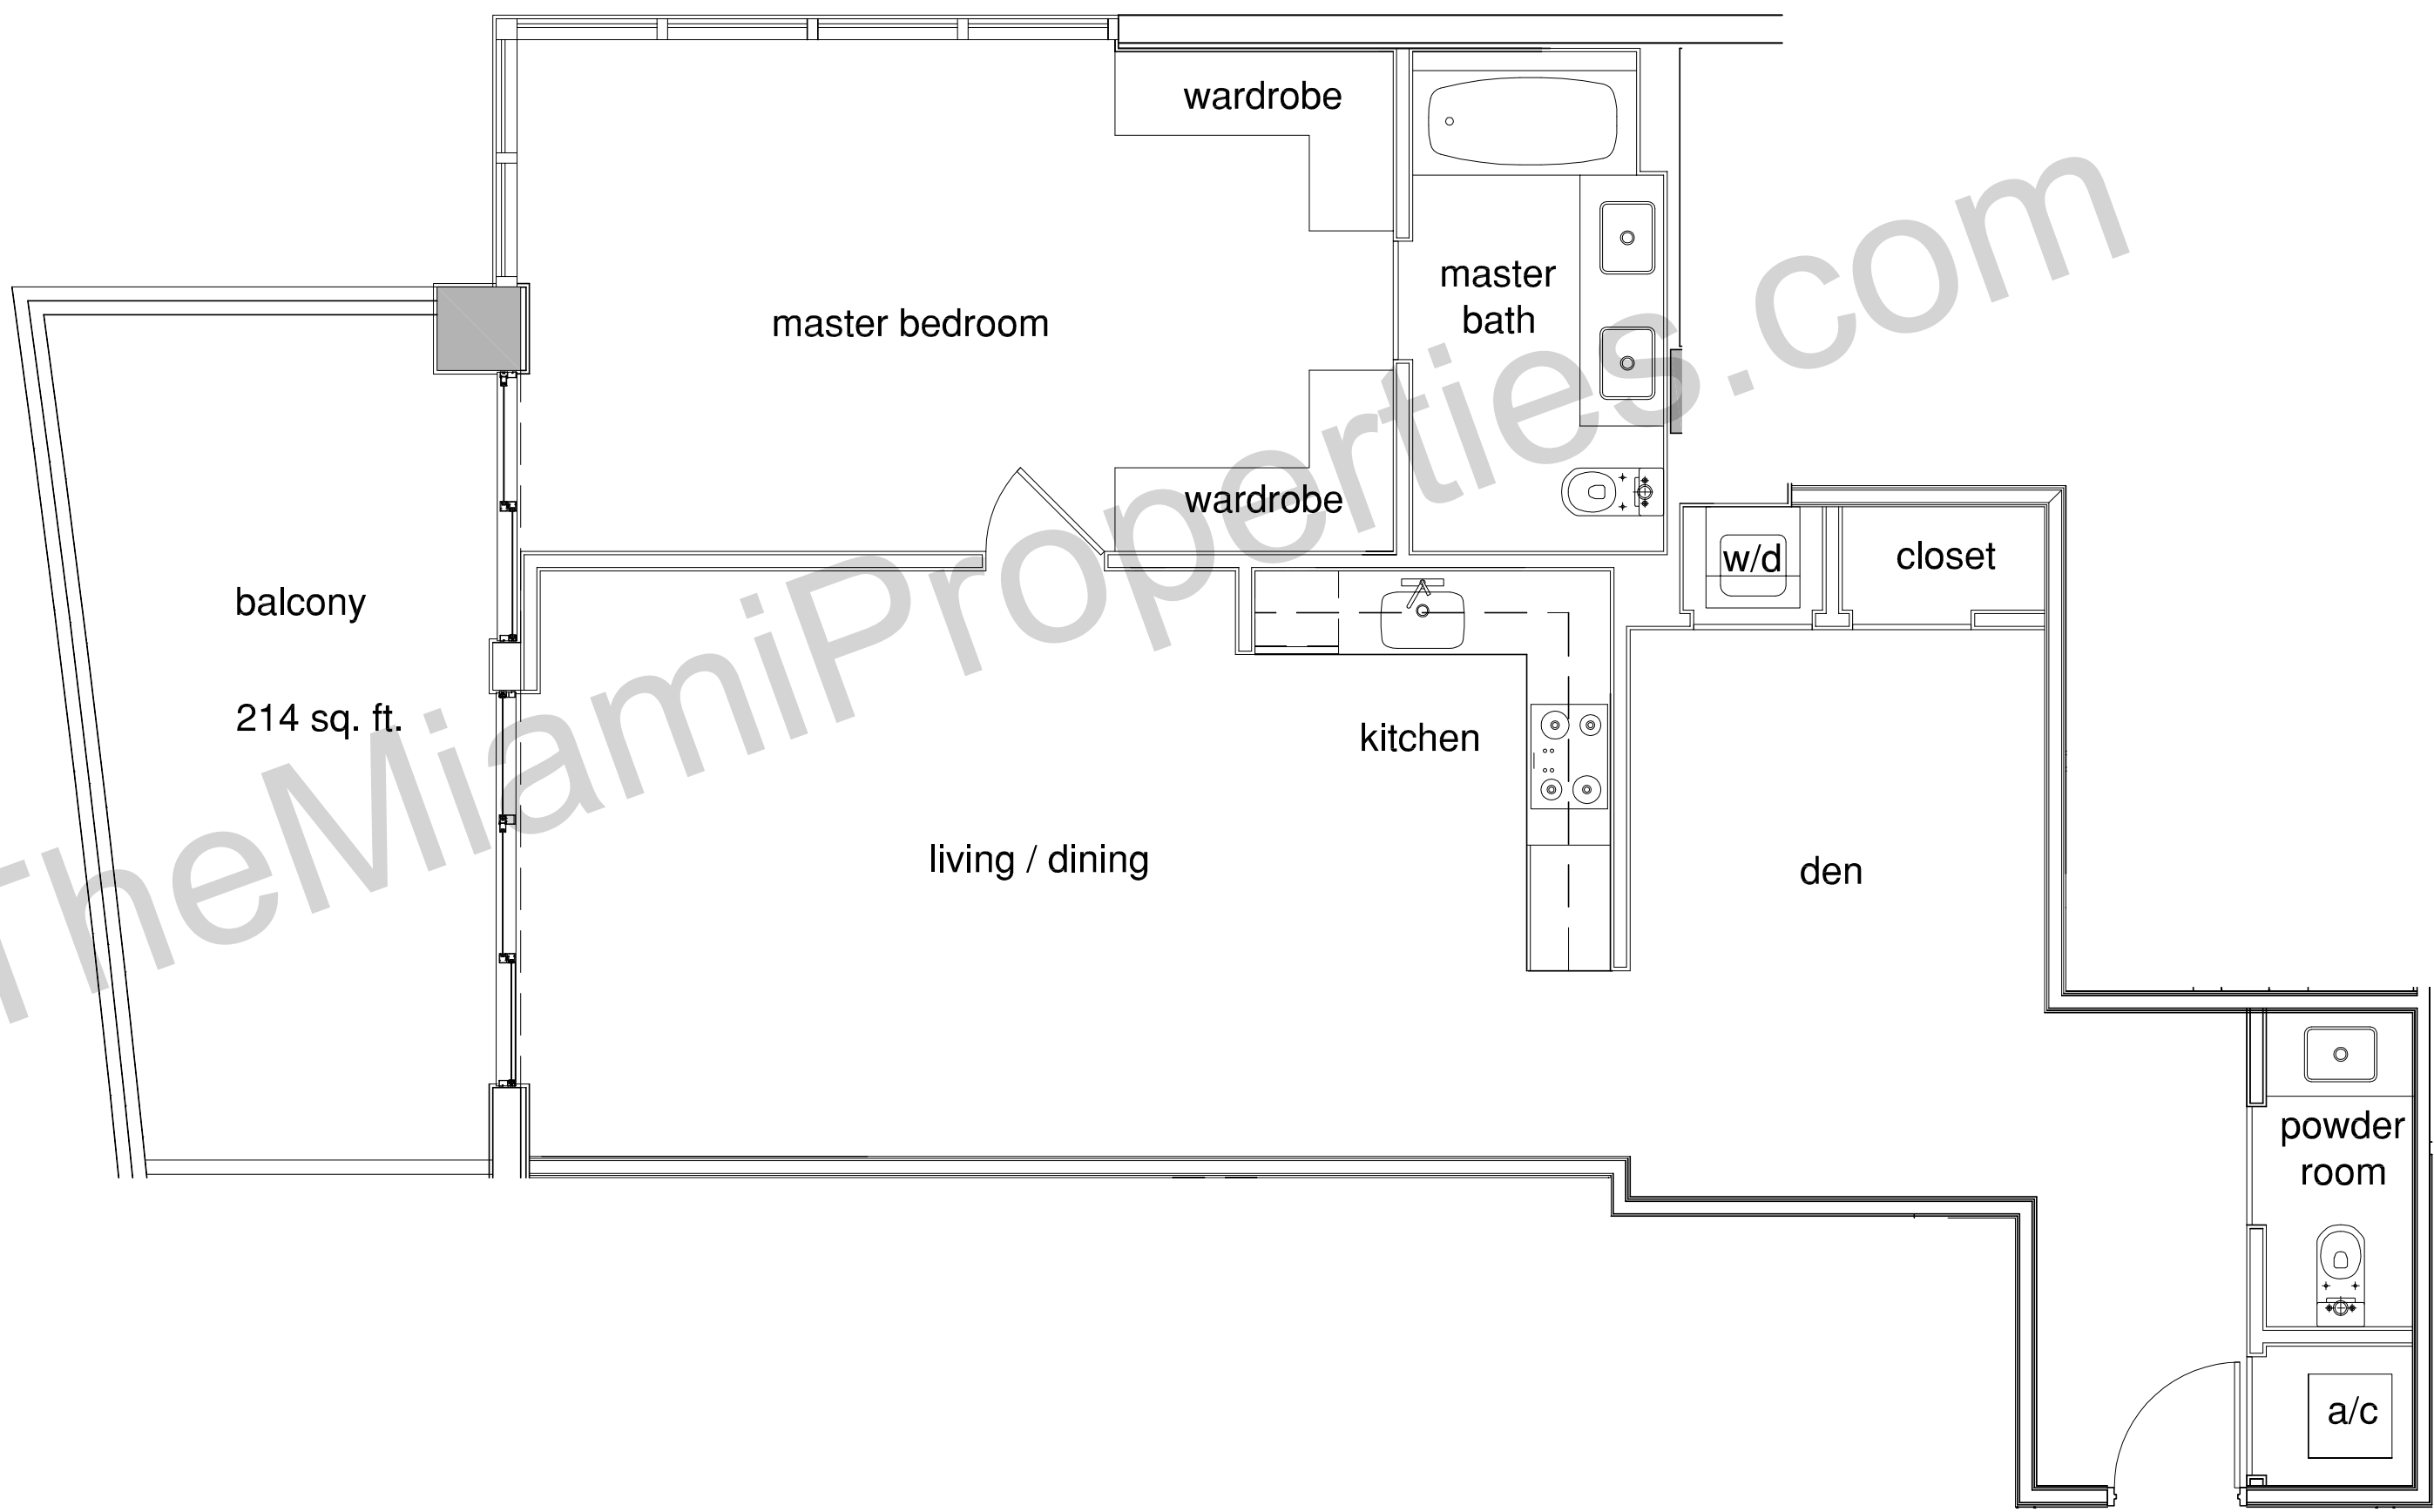 wardrobe
master
bath
master bedroom
wardrobe
w/d
closet
balcony
214 sq. ft.
kitchen
living / dining
den
powder
room
a/c
TheMiamiProperties.com